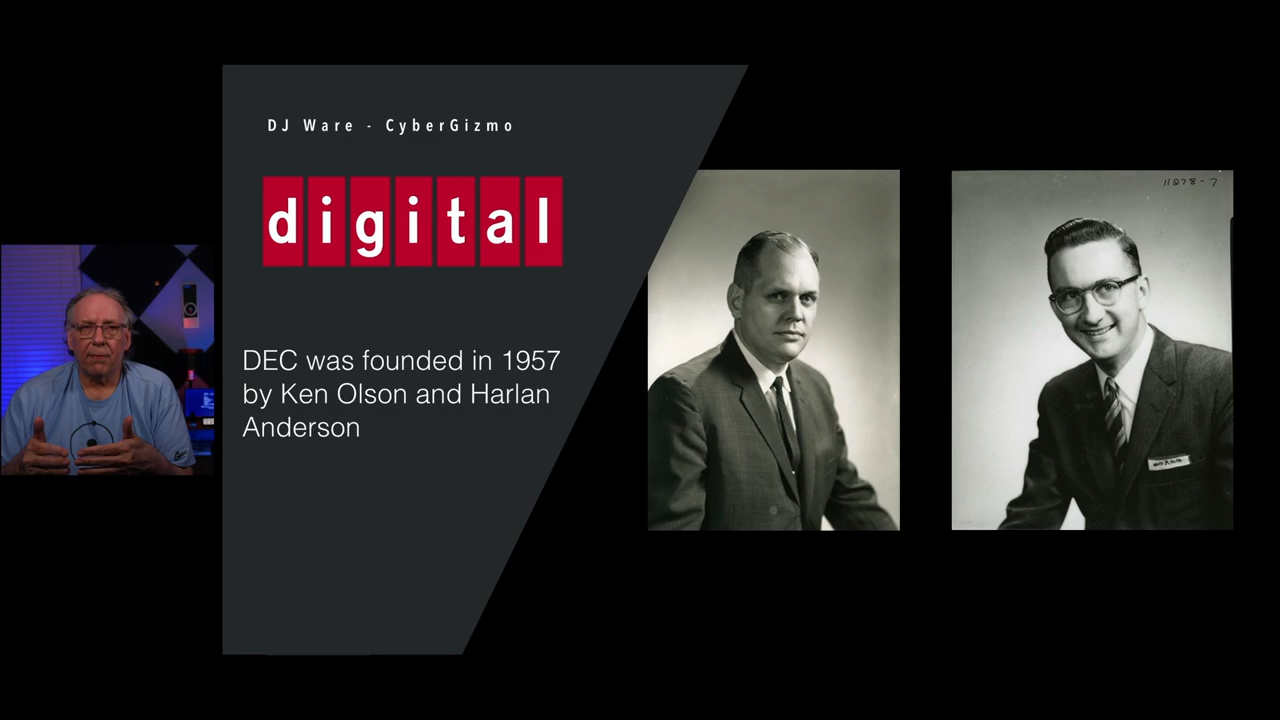 DJ Ware - CyberGizmo
digital
DEC was founded in 1957
by Ken Olson and Harlan
Anderson
11878-7